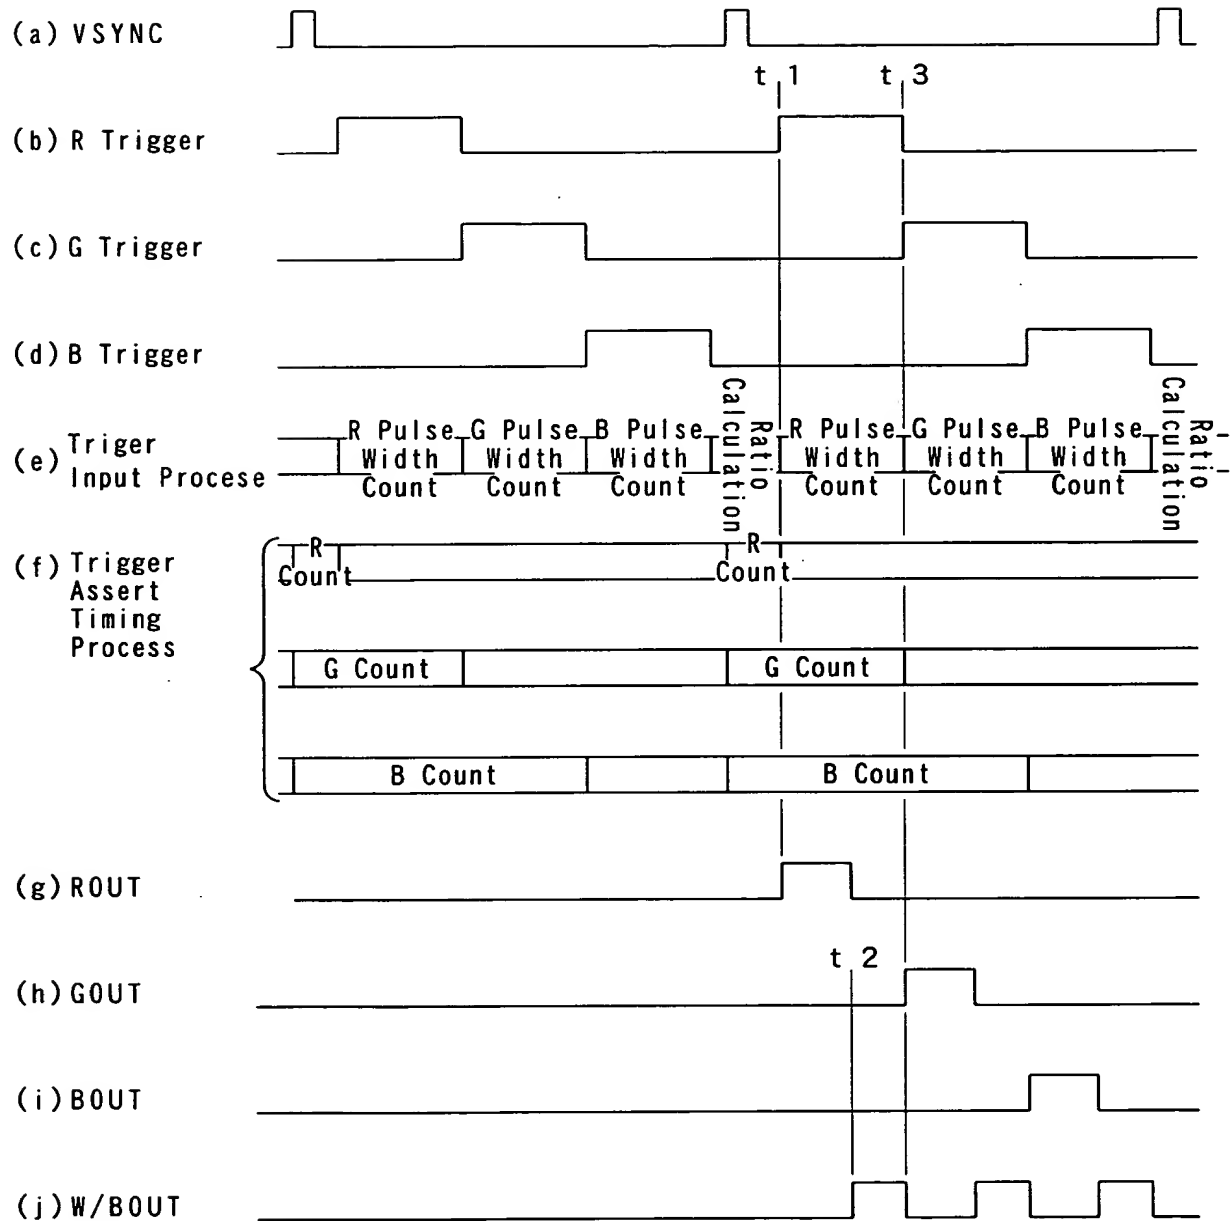 (a) VSYNC
t 1
t 3
(b) R Trigger
(c) G Trigger
(d) B Trigger
(e) Triger
Input Procese
R Pulse
Width
Count
G Pulse
Width
Count
B Pulse
Width
Count
Ratio
Calculation
R Pulse
Width
Count
G Pulse
Width
Count
B Pulse
Width
Count
Ratio
Calculation
(f) Trigger
Assert
Timing
Process
R
Count
R
Count
G Count
G Count
B Count
B Count
(g) ROUT
t 2
(h) GOUT
(i) BOUT
(j) W/BOUT